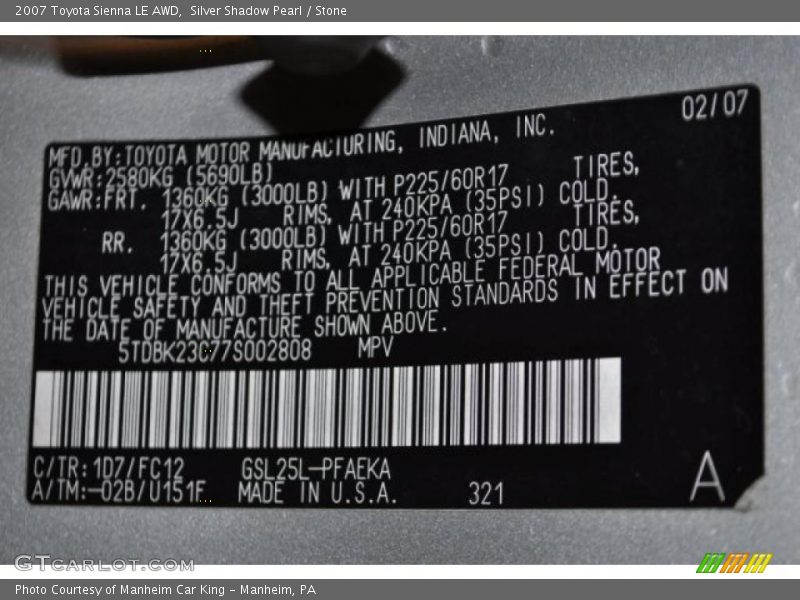 2007 Toyota Sienna LE AWD,  Silver Shadow Pearl / Stone
02/07
MFD.BY:TOYOTA MOTOR MANUFACTURING, INDIANA, INC.
GVWR:2580KG (5690LB)
GAWR:FRT. 1360KG (3000LB) WITH P225/60R17 TIRES,
17X6.5J RIMS, AT 240KPA (35PSI) COLD.
RR. 1360KG (3000LB) WITH P225/60R17 TIRES,
17X6.5J RIMS, AT 240KPA (35PSI) COLD.
THIS VEHICLE CONFORMS TO ALL APPLICABLE FEDERAL MOTOR
VEHICLE SAFETY AND THEFT PREVENTION STANDARDS IN EFFECT ON
THE DATE OF MANUFACTURE SHOWN ABOVE.
5TDBK23C77S002808 MPV
C/TR:1D7/FC12 GSL25L-PFAEKA
A/TM:-02B/U151F MADE IN U.S.A. 321
A
GTcarlot.com
Photo Courtesy of Manheim Car King - Manheim, PA